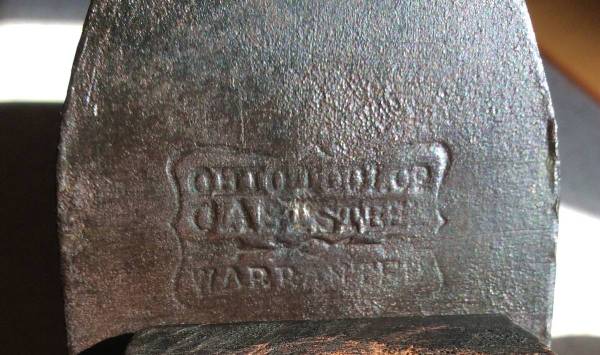 OHIO TOOL CO
CAST STEEL
WARRANTED